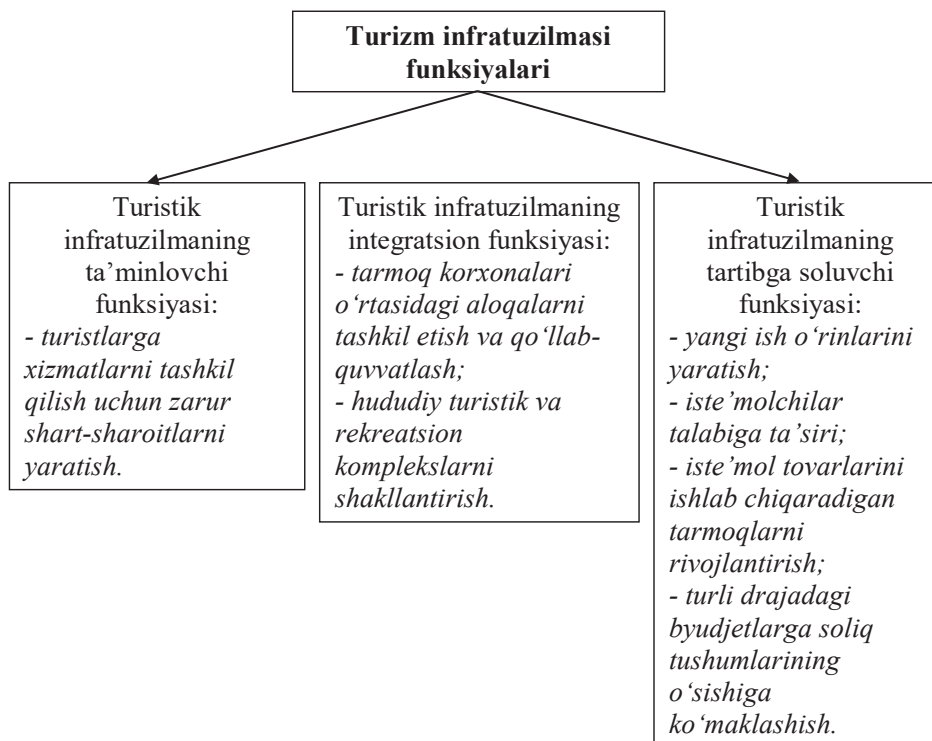 Turizm infratuzilmasi
funksiyalari
Turistik
infratuzilmaning
ta’minlovchi
funksiyasi:
- turistlarga
xizmatlarni tashkil
qilish uchun zarur
shart-sharoitlarni
yaratish.
Turistik infratuzilmaning
integratsion funksiyasi:
- tarmoq korxonalari
o‘rtasidagi aloqalarni
tashkil etish va qo‘llab-
quvvatlash;
- hududiy turistik va
rekreatsion
komplekslarni
shakllantirish.
Turistik
infratuzilmaning
tartibga soluvchi
funksiyasi:
- yangi ish o‘rinlarini
yaratish;
- iste’molchilar
talabiga ta’siri;
- iste’mol tovarlarini
ishlab chiqaradigan
tarmoqlarni
rivojlantirish;
- turli drajadagi
byudjetlarga soliq
tushumlarining
o‘sishiga
ko‘maklashish.